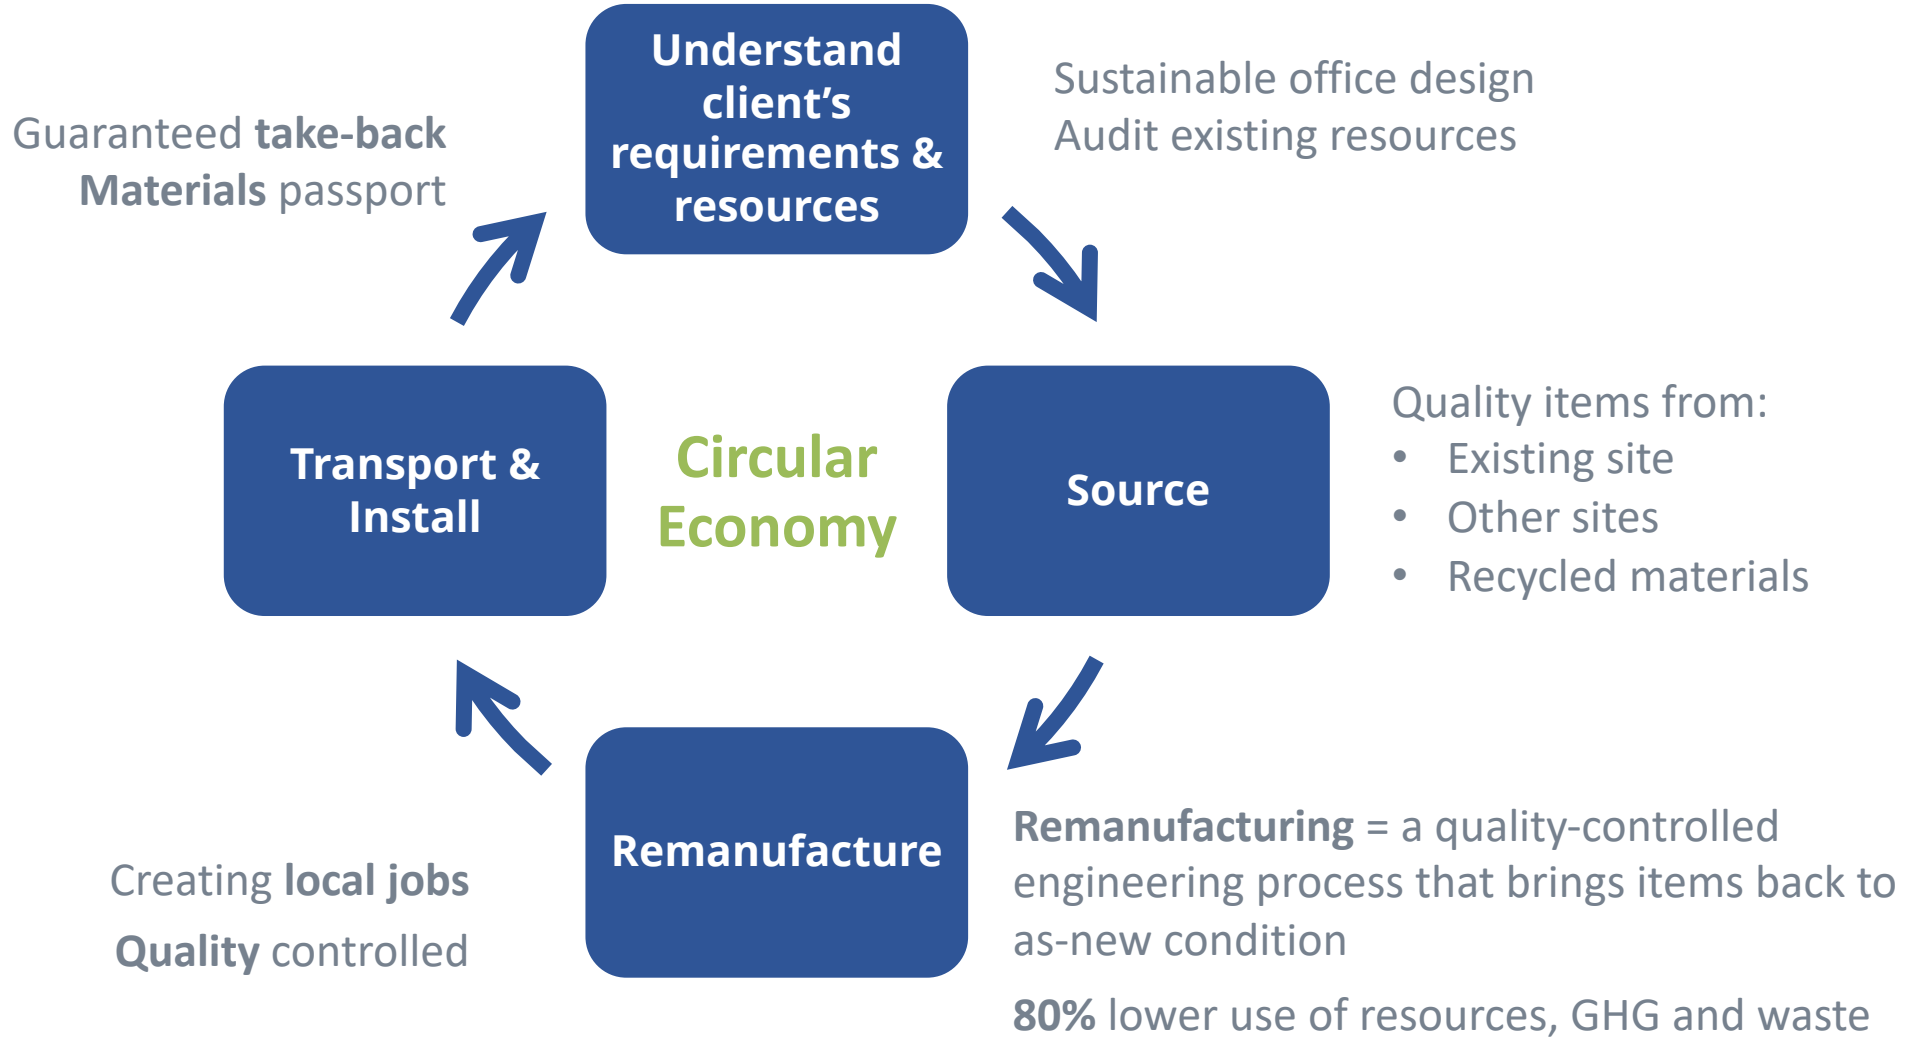 Understand
client’s
requirements &
resources
Sustainable office design
Audit existing resources
Guaranteed take-back
Materials passport
Transport &
Install
Circular
Economy
Source
Quality items from:
• Existing site
• Other sites
• Recycled materials
Remanufacture
Remanufacturing = a quality-controlled
engineering process that brings items back to
as-new condition
80% lower use of resources, GHG and waste
Creating local jobs
Quality controlled